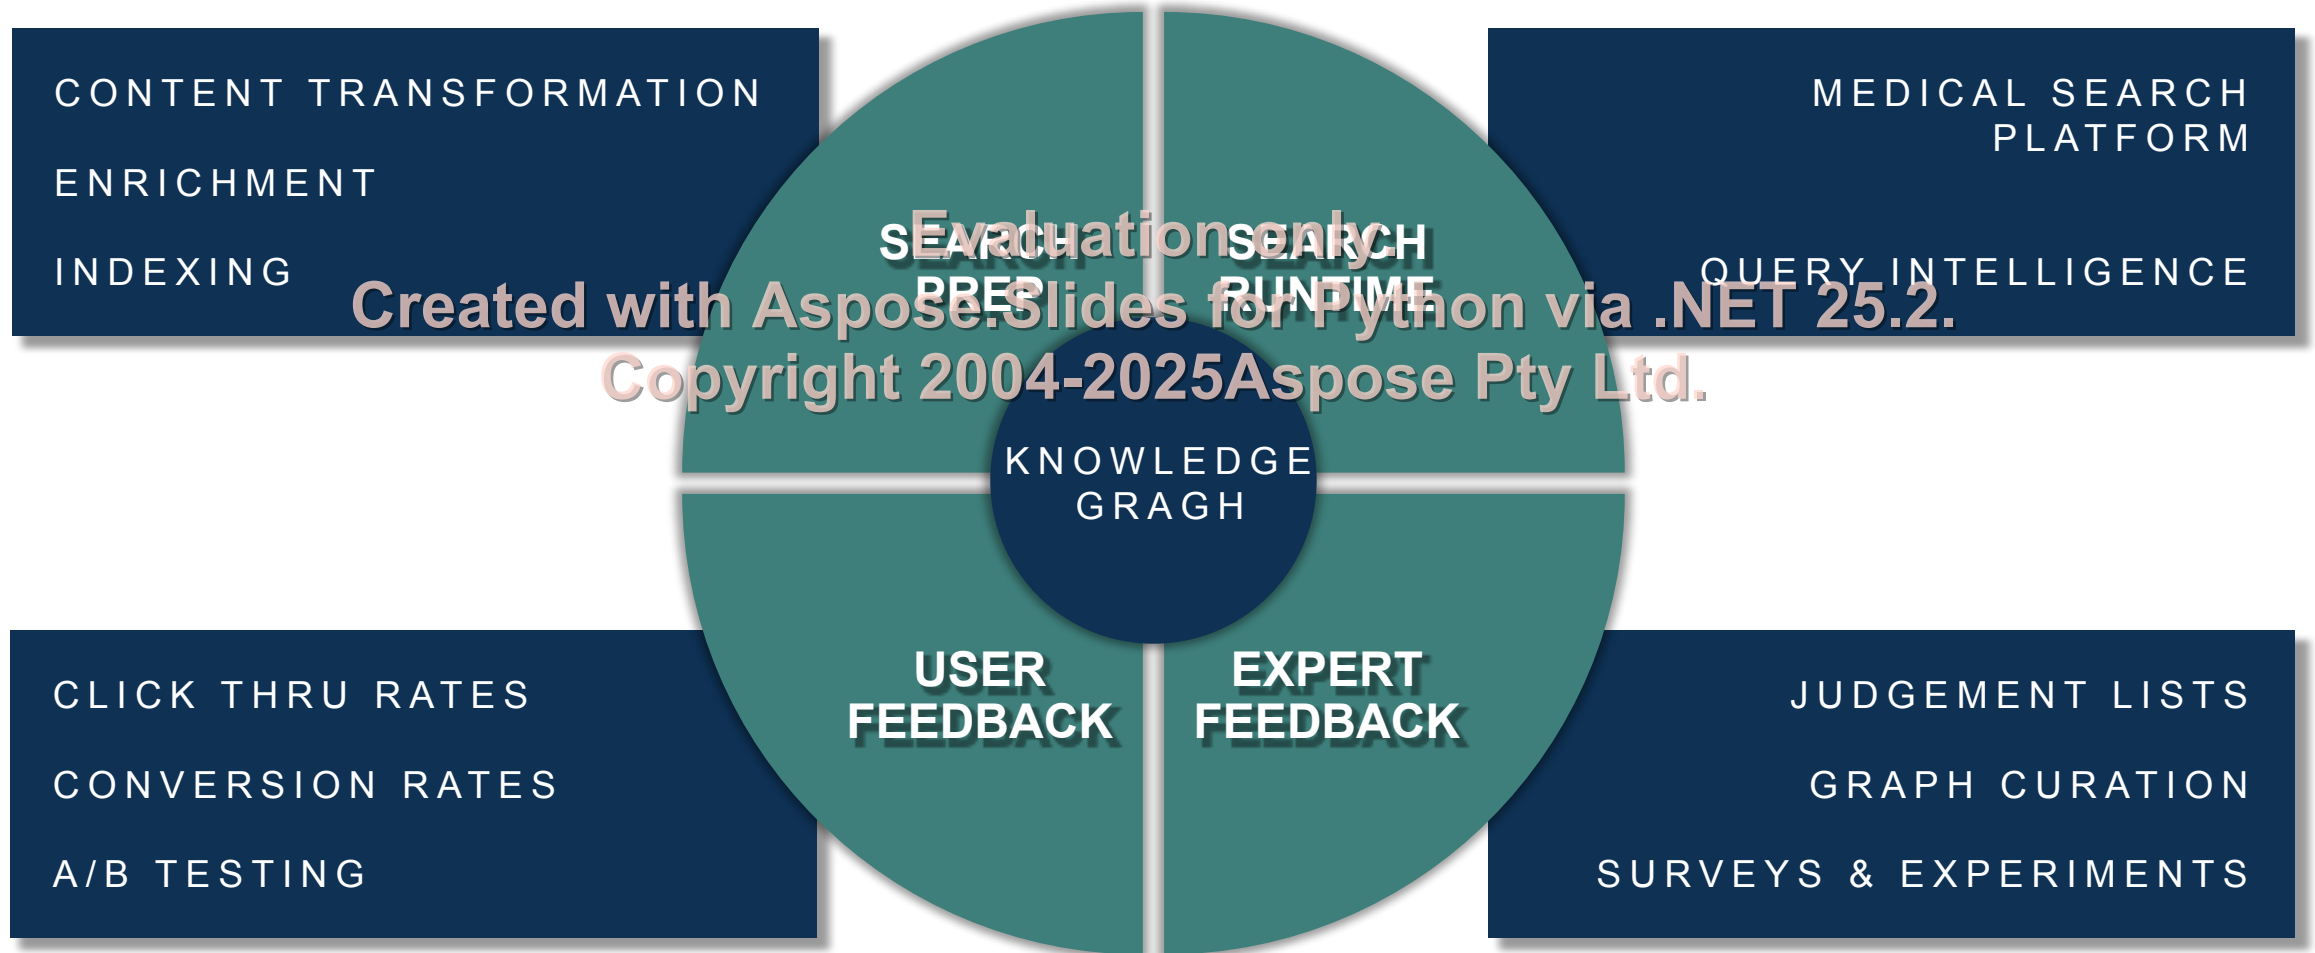 CONTENT TRANSFORMATION
ENRICHMENT
INDEXING
MEDICAL SEARCH
PLATFORM
QUERY INTELLIGENCE
SEARCH
PREP
SEARCH
RUNTIME
Evaluation only.
Created with Aspose.Slides for Python via .NET 25.2.
Copyright 2004-2025Aspose Pty Ltd.
KNOWLEDGE
GRAGH
USER
FEEDBACK
EXPERT
FEEDBACK
CLICK THRU RATES
CONVERSION RATES
A/B TESTING
JUDGEMENT LISTS
GRAPH CURATION
SURVEYS & EXPERIMENTS